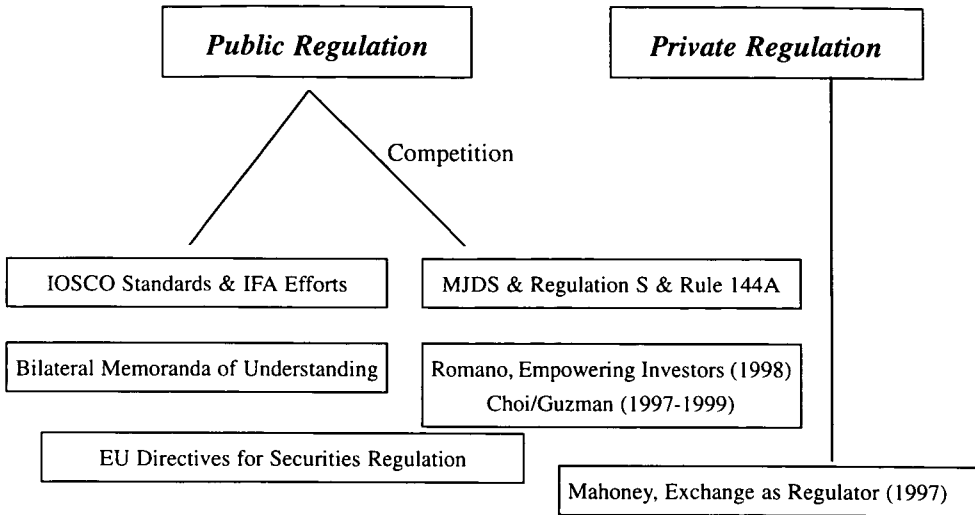 Public Regulation
Private Regulation
Competition
IOSCO Standards & IFA Efforts
MJDS & Regulation S & Rule 144A
Bilateral Memoranda of Understanding
Romano, Empowering Investors (1998)
Choi/Guzman (1997-1999)
EU Directives for Securities Regulation
Mahoney, Exchange as Regulator (1997)